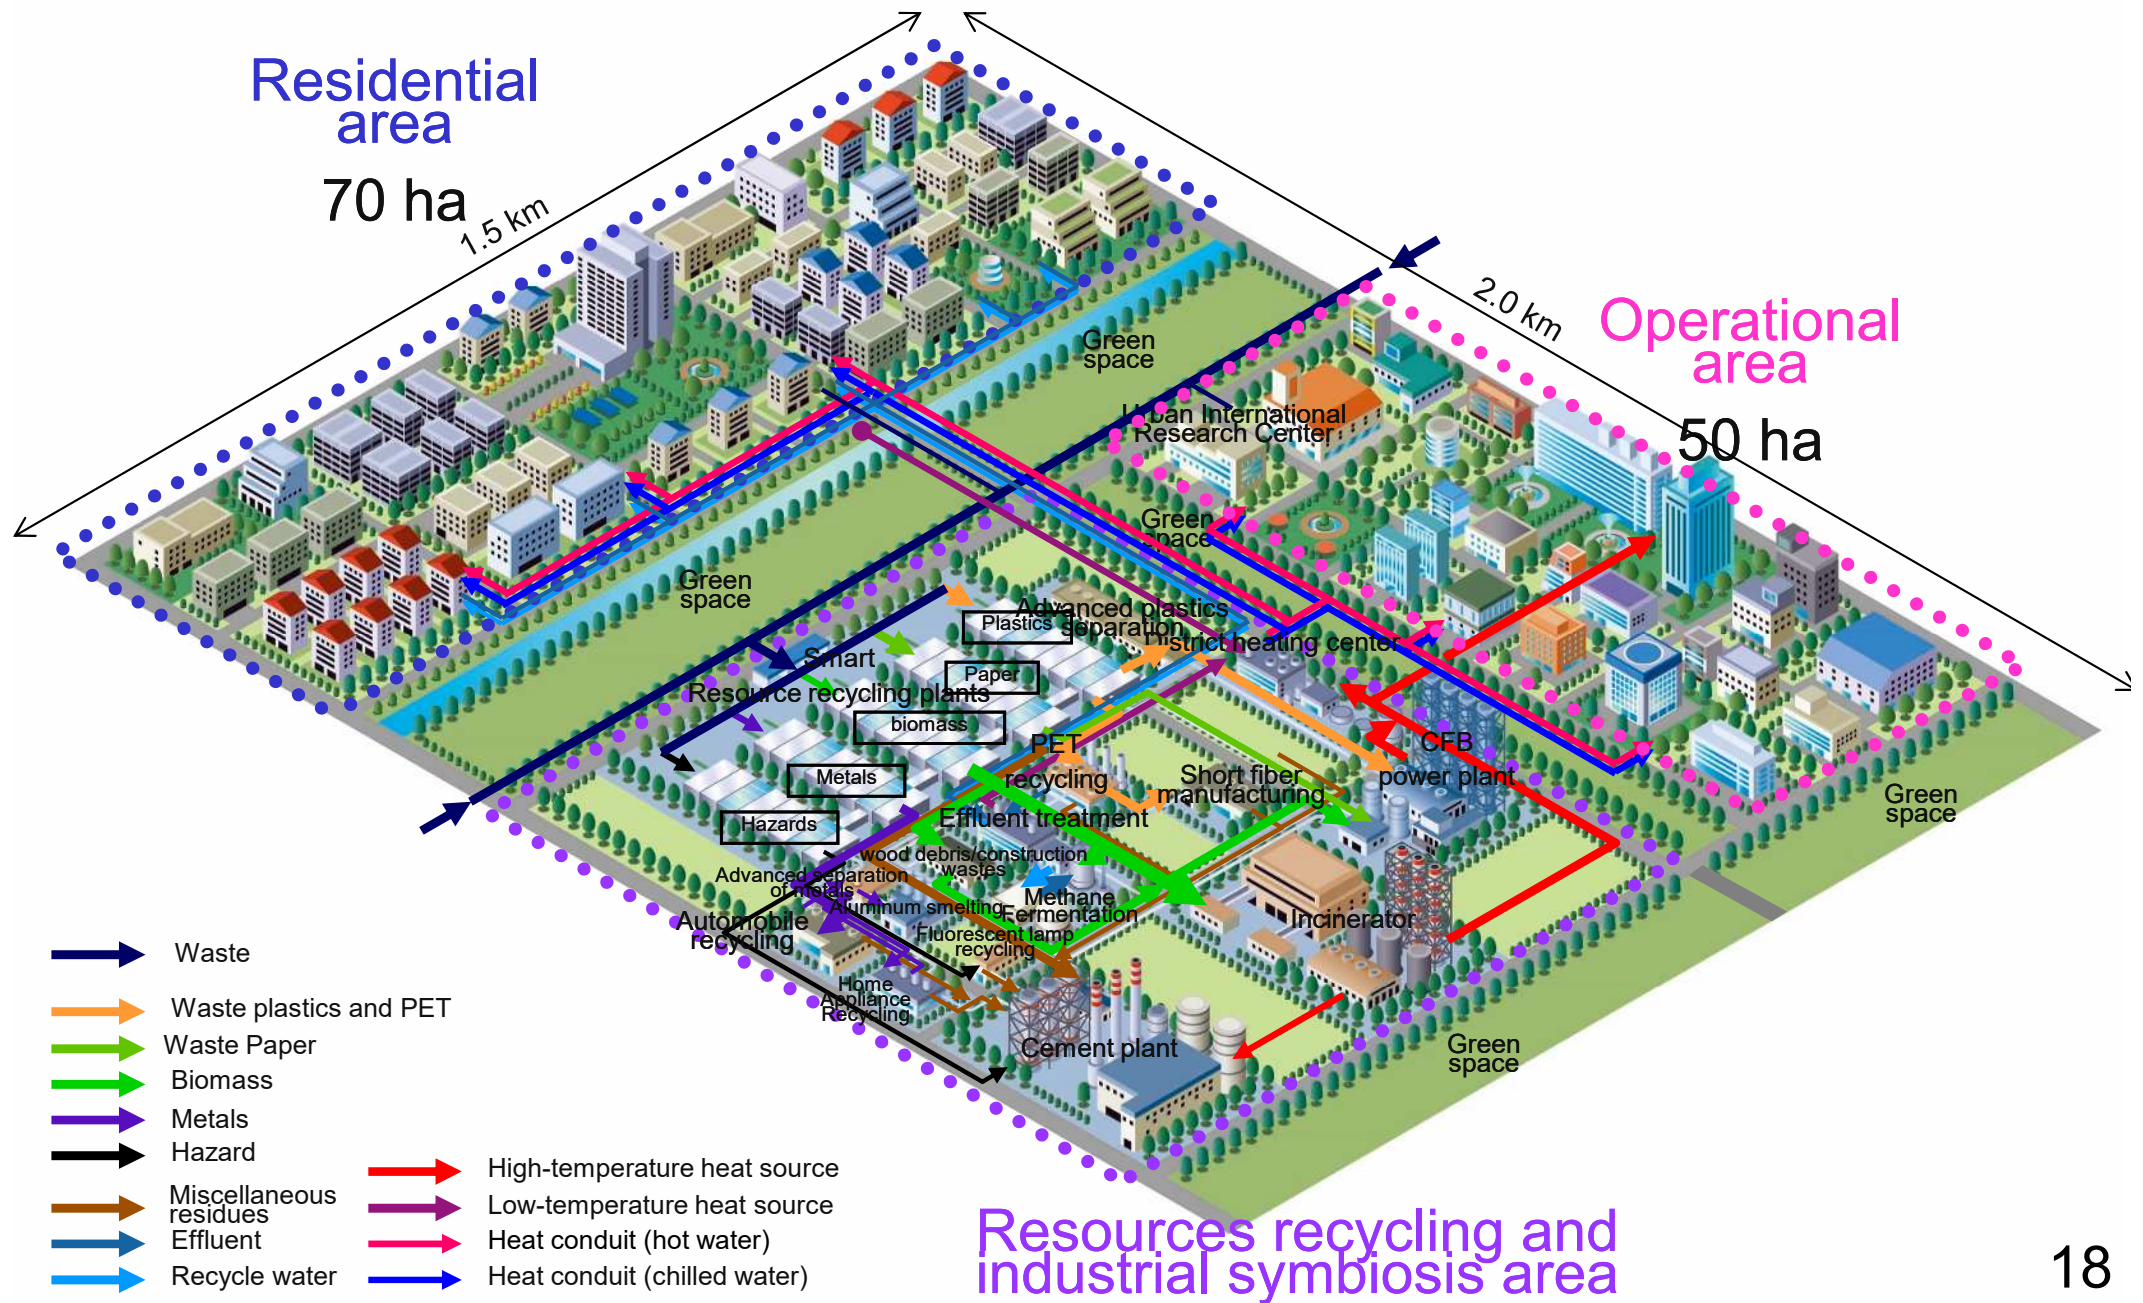 Residential
area
70 ha
1.5 km
2.0 km
Operational
area
50 ha
Green
space
Urban International
Research Center
Green
space
Green
space
Advanced plastics
separation
Plastics
District heating center
Smart
Resource recycling plants
Paper
biomass
PET
recycling
CFB
power plant
Short fiber
manufacturing
Metals
Hazards
Effluent treatment
Green
space
wood debris/construction
wastes
Advanced separation
of metals
Methane
Fermentation
Aluminum smelting
Automobile
recycling
Fluorescent lamp
recycling
Incinerator
Home
Appliance
Recycling
Cement plant
Green
space
Waste
Waste plastics and PET
Waste Paper
Biomass
Metals
Hazard
Miscellaneous
residues
Effluent
Recycle water
High-temperature heat source
Low-temperature heat source
Heat conduit (hot water)
Heat conduit (chilled water)
Resources recycling and
industrial symbiosis area
18